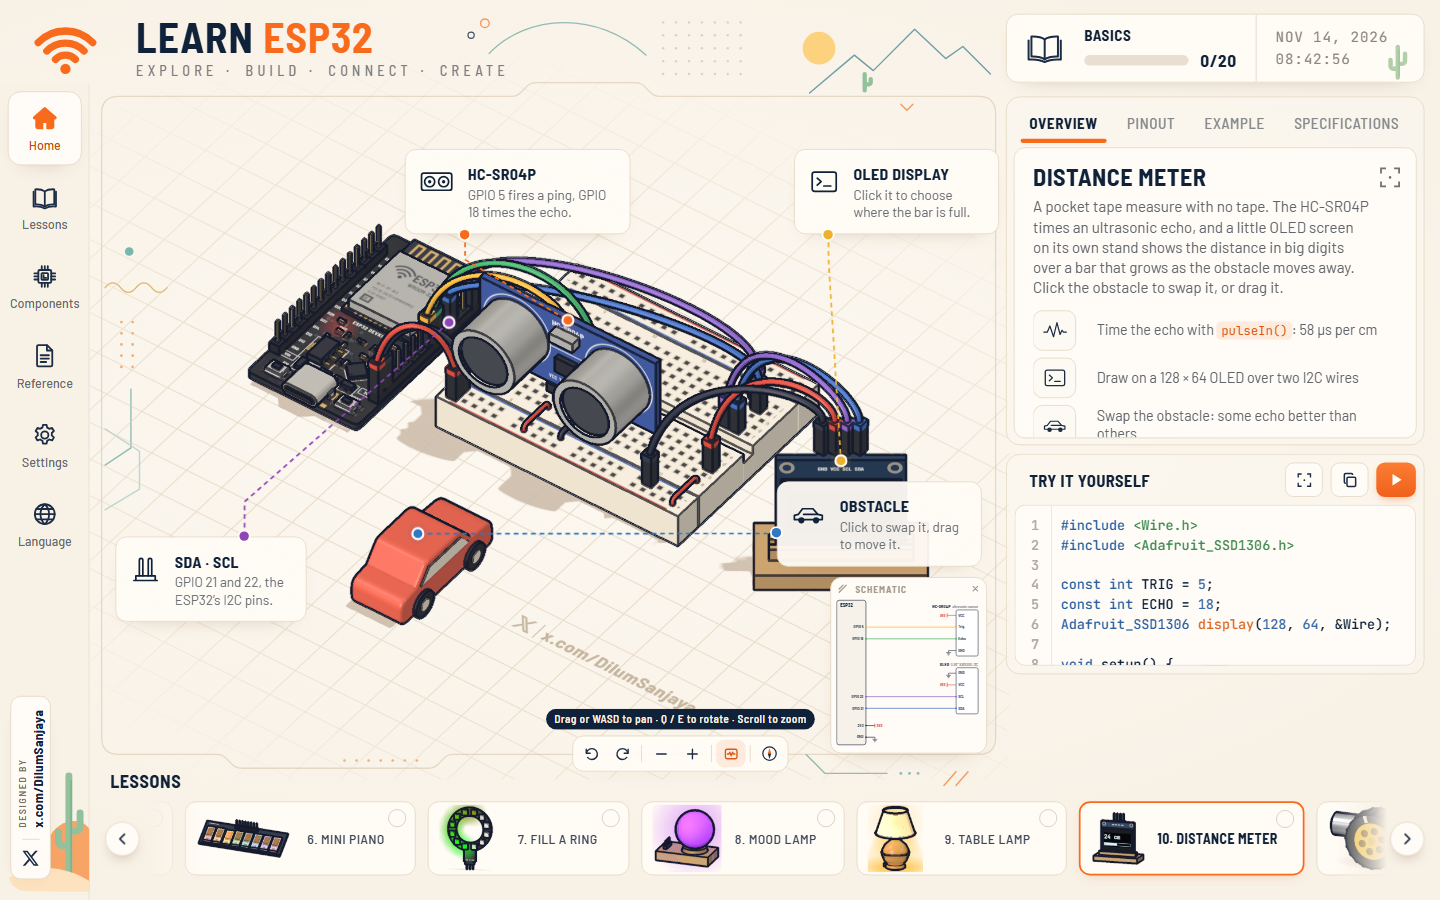 LEARN ESP32
EXPLORE · BUILD · CONNECT · CREATE
BASICS
0/20
NOV 14, 2026
08:42:56
Home
Lessons
Components
Reference
Settings
Language
DESIGNED BY
x.com/DilumSanjaya
HC-SR04P
GPIO 5 fires a ping, GPIO
18 times the echo.
OLED DISPLAY
Click it to choose
where the bar is full.
SDA · SCL
GPIO 21 and 22, the
ESP32's I2C pins.
OBSTACLE
Click to swap it, drag
to move it.
GND VCC SCL SDA
x.com/DilumSanjaya
SCHEMATIC
ESP32
Drag or WASD to pan · Q / E to rotate · Scroll to zoom
OVERVIEW
PINOUT
EXAMPLE
SPECIFICATIONS
DISTANCE METER
A pocket tape measure with no tape. The HC-SR04P
times an ultrasonic echo, and a little OLED screen
on its own stand shows the distance in big digits
over a bar that grows as the obstacle moves away.
Click the obstacle to swap it, or drag it.
Time the echo with pulseIn(): 58 µs per cm
Draw on a 128 × 64 OLED over two I2C wires
Swap the obstacle: some echo better than
others
TRY IT YOURSELF
1 #include <Wire.h>
2 #include <Adafruit_SSD1306.h>
3
4 const int TRIG = 5;
5 const int ECHO = 18;
6 Adafruit_SSD1306 display(128, 64, &Wire);
7
8 void setup() {
LESSONS
6. MINI PIANO
7. FILL A RING
8. MOOD LAMP
9. TABLE LAMP
10. DISTANCE METER